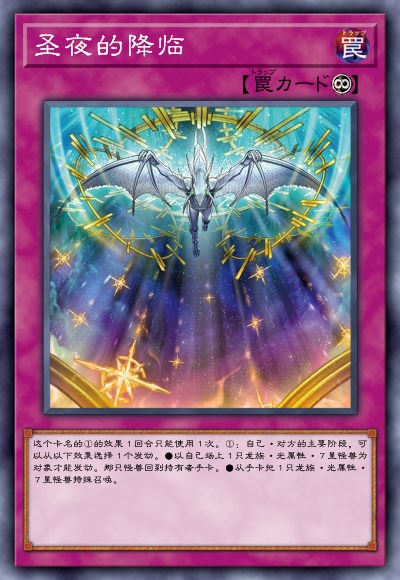 圣夜的降临
トラップ
罠
トラップ
【罠カード】
这个卡名的①的效果1回合只能使用1次。①:自己·对方的主要阶段,可
以从以下效果选择1个发动。●以自己场上1只龙族·光属性·7星怪兽为
对象才能发动。那只怪兽回到持有者手卡。●从手卡把1只龙族·光属性·
7星怪兽特殊召唤。